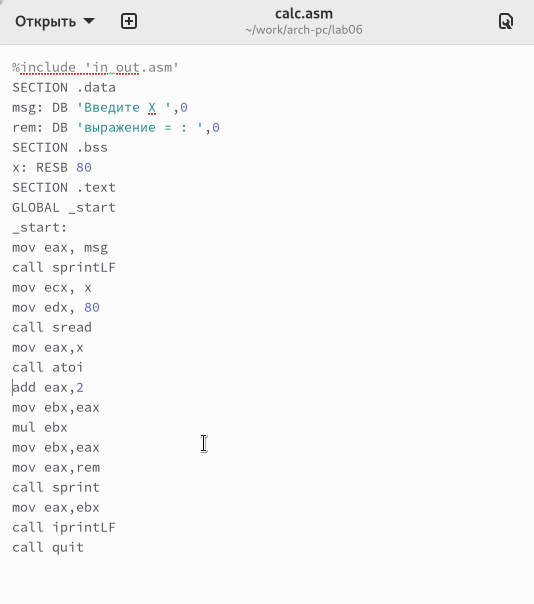 Открыть
calc.asm
~/work/arch-pc/lab06
%include 'in_out.asm'
SECTION .data
msg: DB 'Введите X ',0
rem: DB 'выражение = : ',0
SECTION .bss
x: RESB 80
SECTION .text
GLOBAL _start
_start:
mov eax, msg
call sprintLF
mov ecx, x
mov edx, 80
call sread
mov eax,x
call atoi
add eax,2
mov ebx,eax
mul ebx
mov ebx,eax
mov eax,rem
call sprint
mov eax,ebx
call iprintLF
call quit